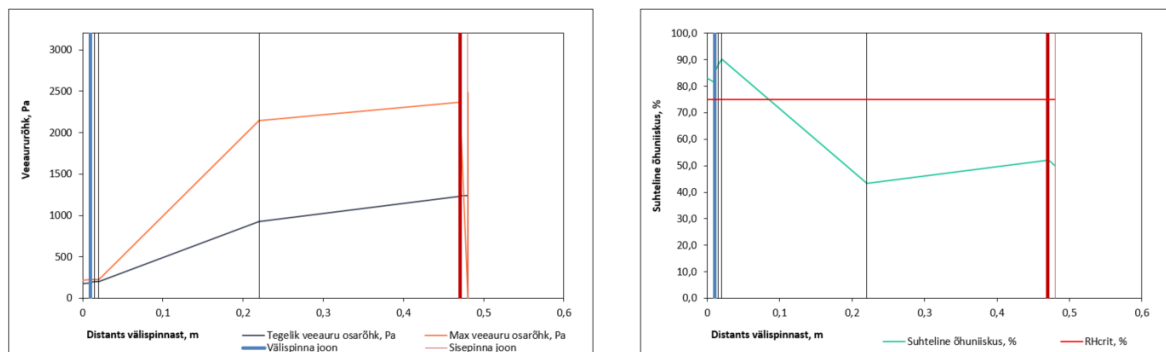 3000
2500
2000
1500
1000
500
0
Veeaururõhk, Pa
0 0,1 0,2 0,3 0,4 0,5 0,6
Distants välispinnast, m
Tegelik veeauru osarõhk, Pa
Max veeauru osarõhk, Pa
Välispinna joon
Sisepinna joon
100,0
90,0
80,0
70,0
60,0
50,0
40,0
30,0
20,0
10,0
0,0
Suhteline õhuniiskus, %
0 0,1 0,2 0,3 0,4 0,5 0,6
Distants välispinnast, m
Suhteline õhuniiskus, %
RHcrit, %